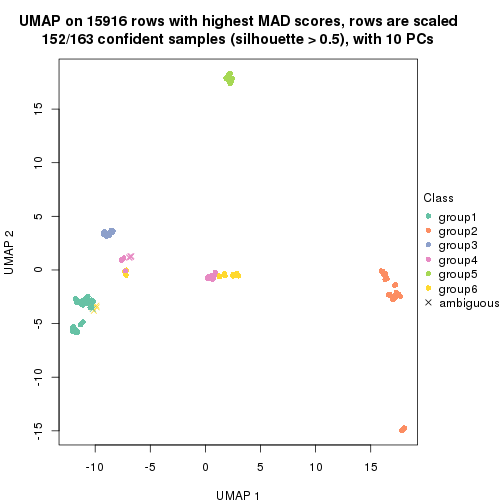 UMAP on 15916 rows with highest MAD scores, rows are scaled
152/163 confident samples (silhouette > 0.5), with 10 PCs
15
10
5
0
-5
-10
-15
UMAP 2
-10
-5
0
5
10
15
UMAP 1
Class
group1
group2
group3
group4
group5
group6
ambiguous